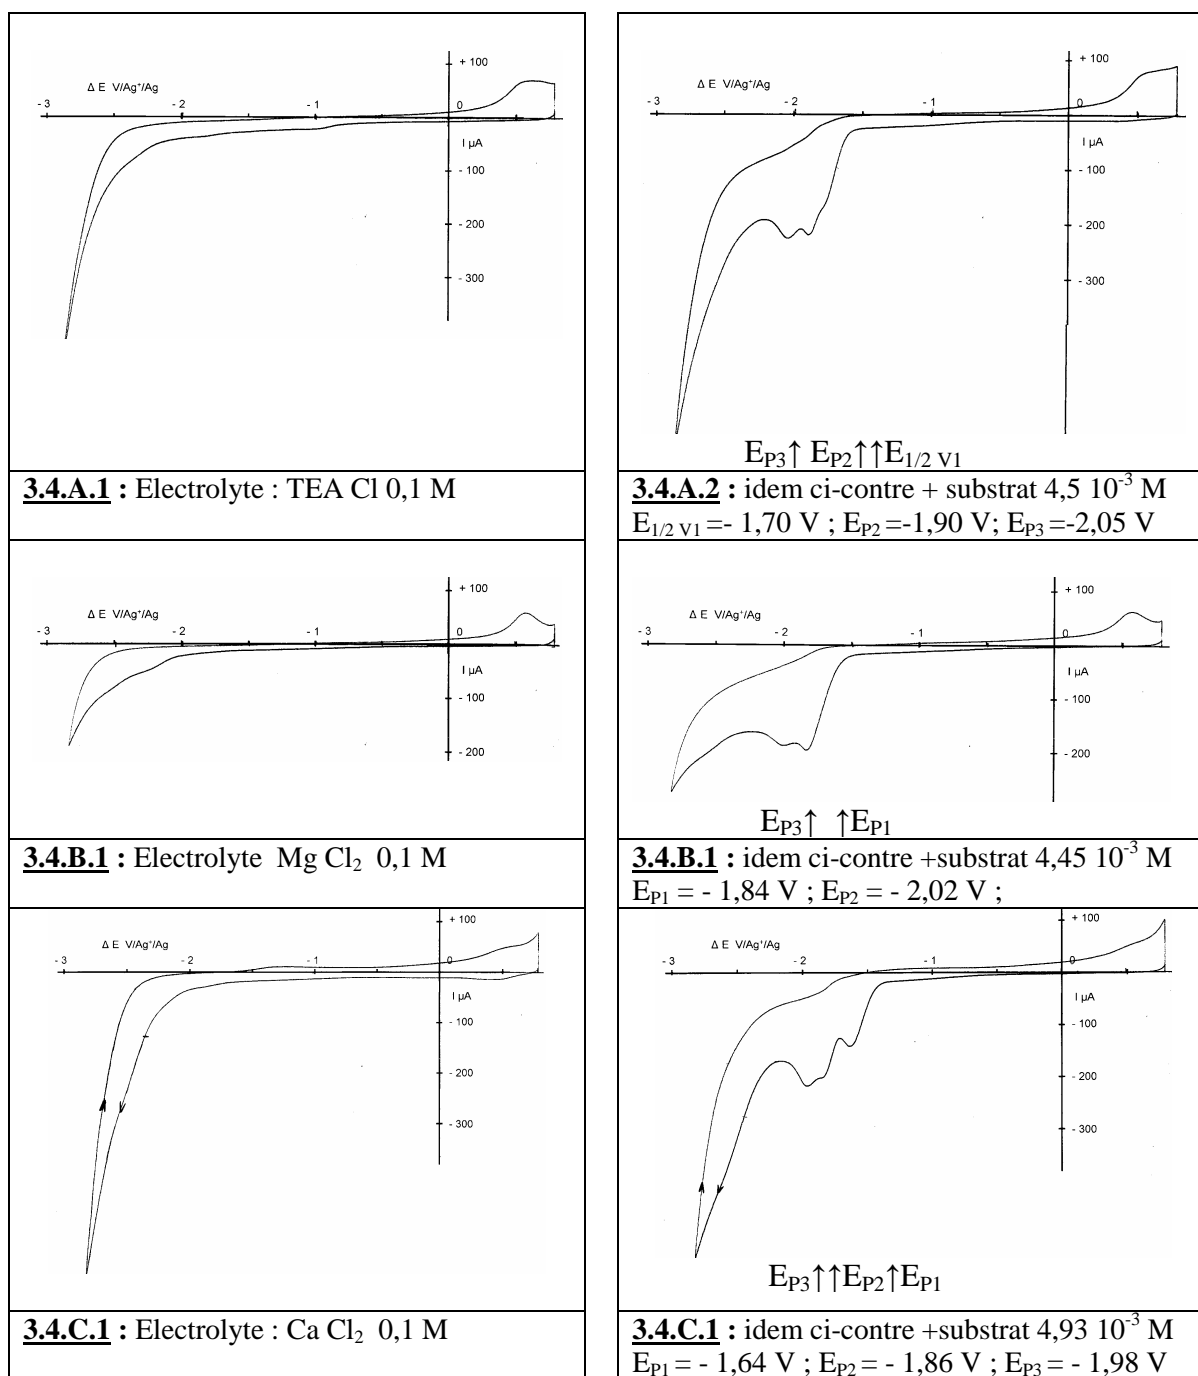 + 100
Δ E V/Ag⁺/Ag
- 3
- 2
- 1
0
I µA
- 100
- 200
- 300
3.4.A.1 : Electrolyte : TEA Cl 0,1 M
+ 100
Δ E V/Ag⁺/Ag
- 3
- 2
- 1
0
I µA
- 100
- 200
- 300
E_P3↑ E_P2↑↑E_1/2 V1
3.4.A.2 : idem ci-contre + substrat 4,5 10⁻³ M
E_1/2 V1 =- 1,70 V ; E_P2 =-1,90 V; E_P3 =-2,05 V
+ 100
Δ E V/Ag⁺/Ag
- 3
- 2
- 1
0
I µA
- 100
- 200
3.4.B.1 : Electrolyte Mg Cl₂ 0,1 M
+ 100
Δ E V/Ag⁺/Ag
- 3
- 2
- 1
0
I µA
- 100
- 200
E_P3↑ ↑E_P1
3.4.B.1 : idem ci-contre +substrat 4,45 10⁻³ M
E_P1 = - 1,84 V ; E_P2 = - 2,02 V ;
+ 100
Δ E V/Ag⁺/Ag
- 3
- 2
- 1
0
I µA
- 100
- 200
- 300
3.4.C.1 : Electrolyte : Ca Cl₂ 0,1 M
+ 100
Δ E V/Ag⁺/Ag
- 3
- 2
- 1
0
I µA
- 100
- 200
- 300
E_P3↑↑E_P2↑E_P1
3.4.C.1 : idem ci-contre +substrat 4,93 10⁻³ M
E_P1 = - 1,64 V ; E_P2 = - 1,86 V ; E_P3 = - 1,98 V